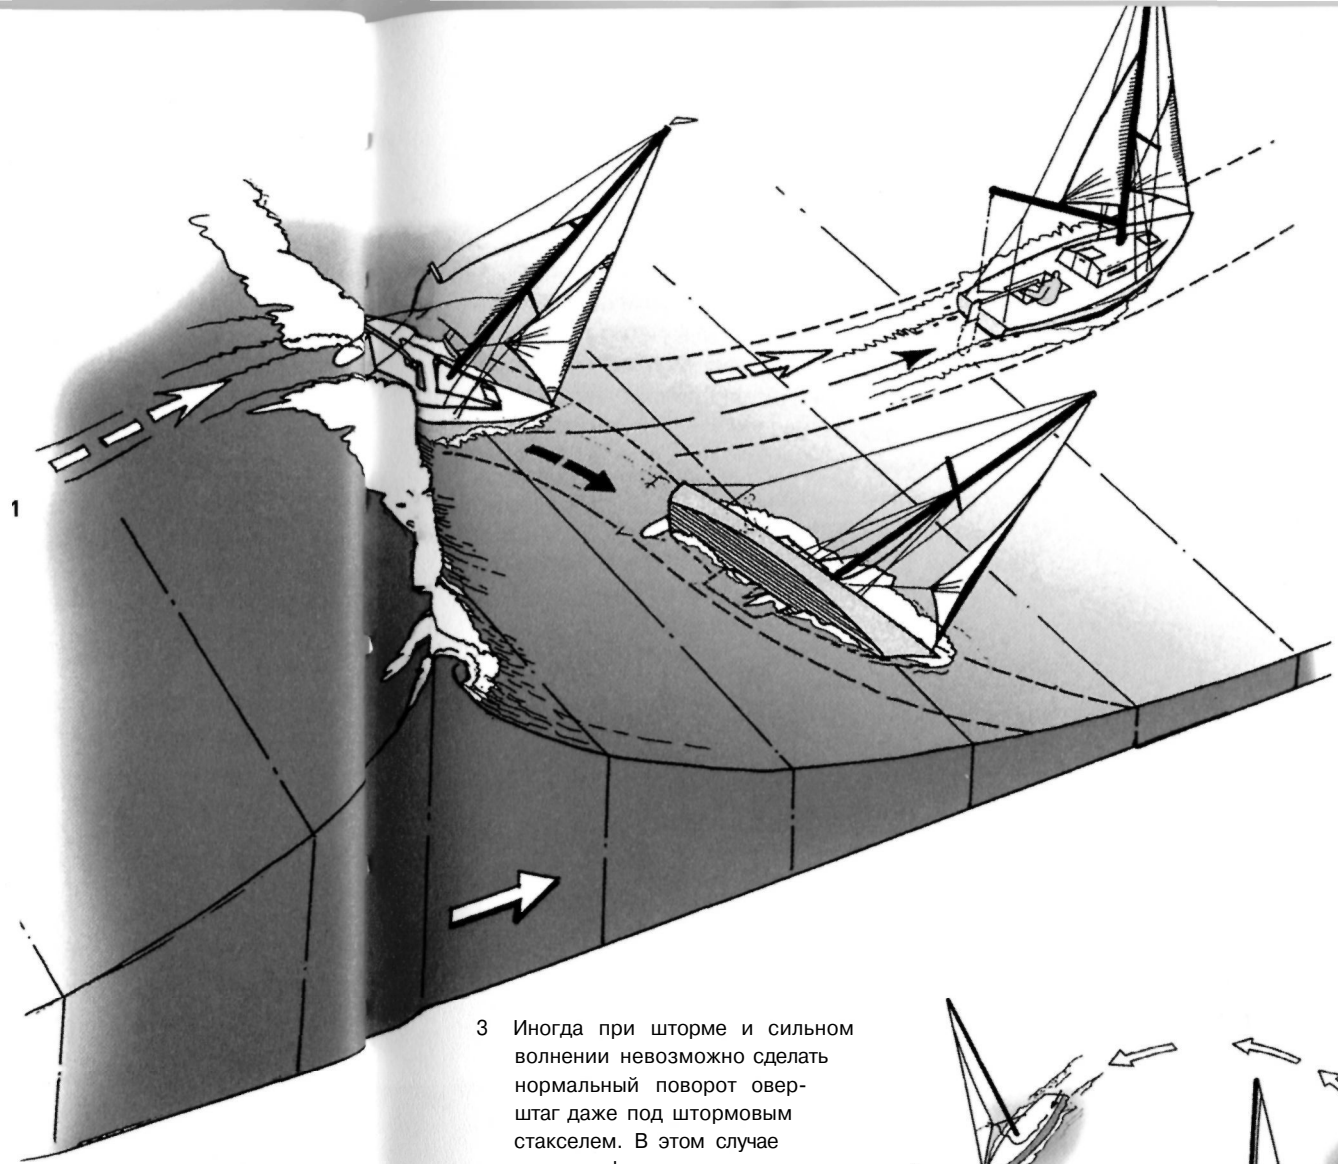 1
3 Иногда при шторме и сильном
волнении невозможно сделать
нормальный поворот овер-
штаг даже под штормовым
стакселем. В этом случае